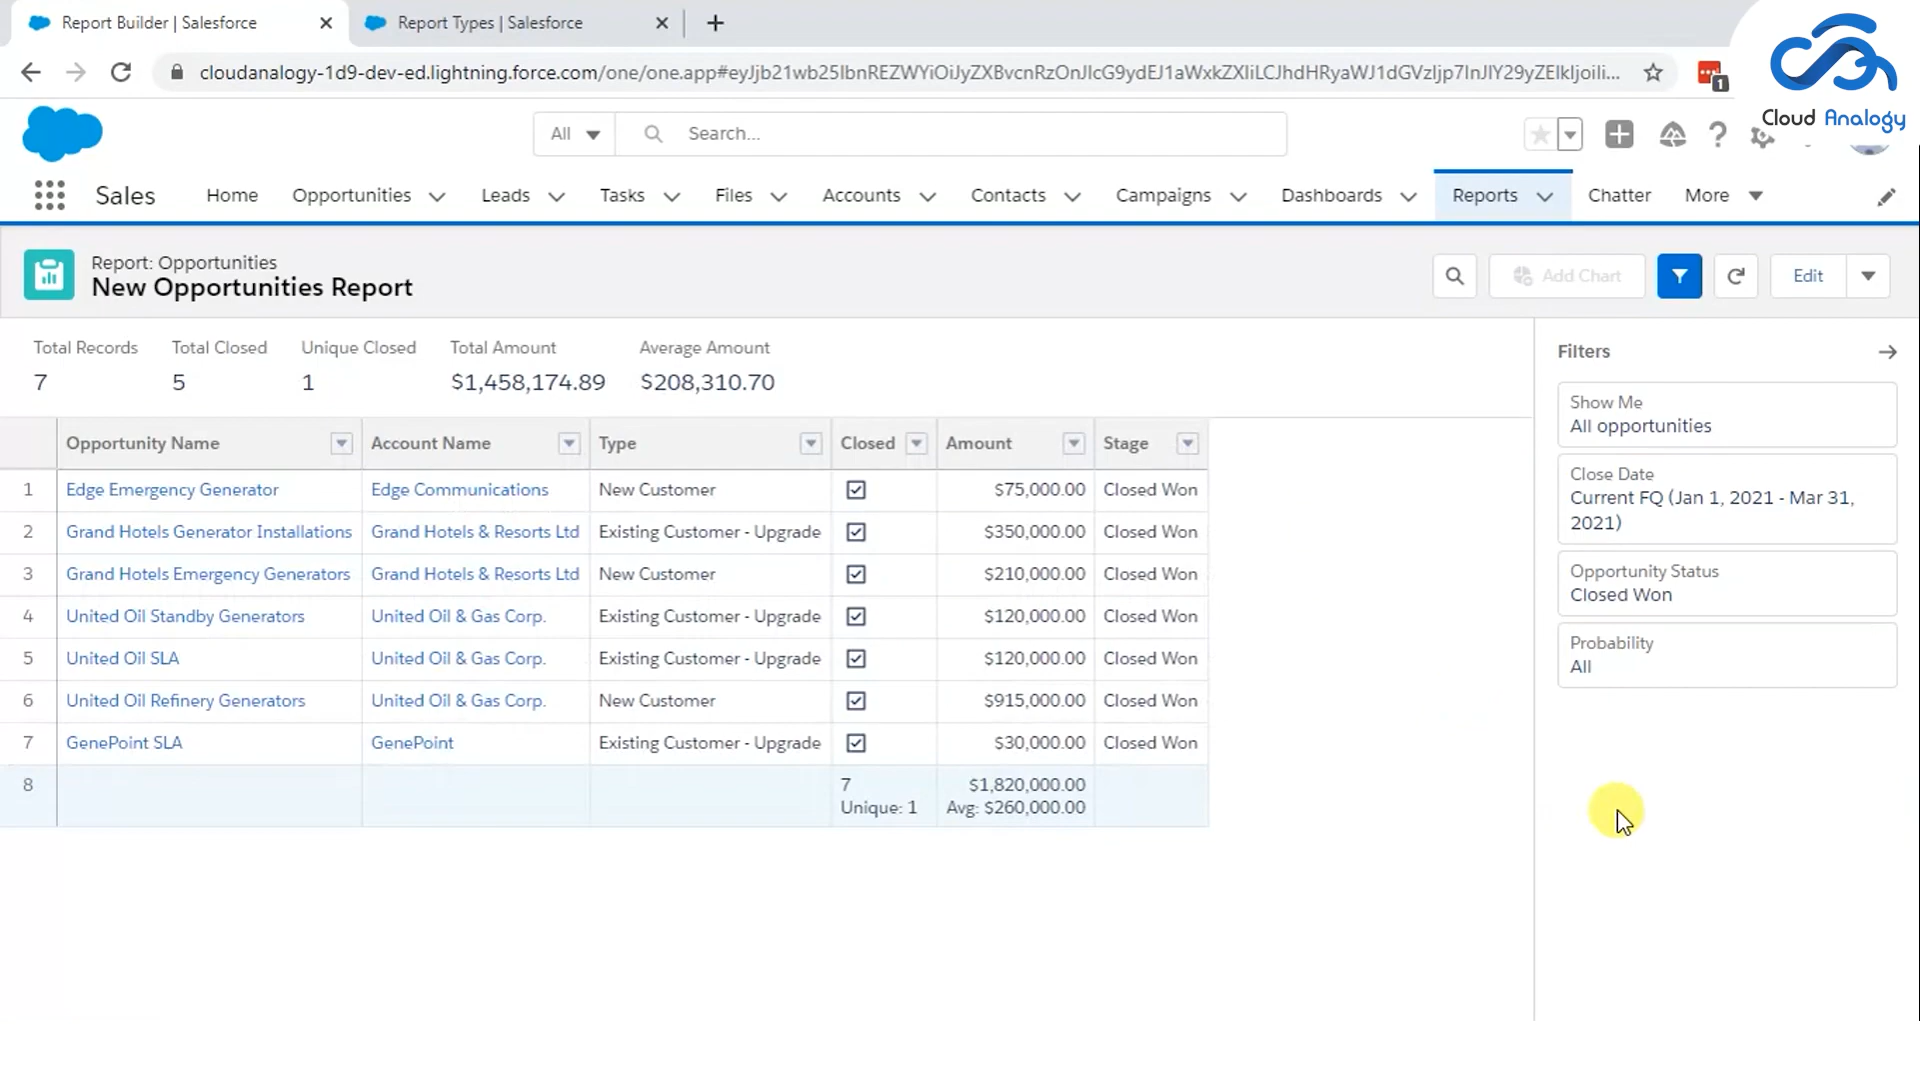 Report Builder | Salesforce
Report Types | Salesforce
cloudanalogy-1d9-dev-ed.lightning.force.com/one/one.app#eyJjb21wb25lbnREZWYiOiJyZXBvcnRzOnJlcG9ydEJ1aWxkZXIiLCJhdHRyaWJ1dGVzIjp7InJlY29yZElkIjoili...
1
Cloud Analogy
All
Search...
Sales
Home
Opportunities
Leads
Tasks
Files
Accounts
Contacts
Campaigns
Dashboards
Reports
Chatter
More
Report: Opportunities
New Opportunities Report
Add Chart
Edit
Total Records
Total Closed
Unique Closed
Total Amount
Average Amount
7
5
1
$1,458,174.89
$208,310.70
Opportunity Name
Account Name
Type
Closed
Amount
Stage
1 Edge Emergency Generator Edge Communications New Customer $75,000.00 Closed Won
2 Grand Hotels Generator Installations Grand Hotels & Resorts Ltd Existing Customer - Upgrade $350,000.00 Closed Won
3 Grand Hotels Emergency Generators Grand Hotels & Resorts Ltd New Customer $210,000.00 Closed Won
4 United Oil Standby Generators United Oil & Gas Corp. Existing Customer - Upgrade $120,000.00 Closed Won
5 United Oil SLA United Oil & Gas Corp. Existing Customer - Upgrade $120,000.00 Closed Won
6 United Oil Refinery Generators United Oil & Gas Corp. New Customer $915,000.00 Closed Won
7 GenePoint SLA GenePoint Existing Customer - Upgrade $30,000.00 Closed Won
8 7 $1,820,000.00
Unique: 1 Avg: $260,000.00
Filters
Show Me
All opportunities
Close Date
Current FQ (Jan 1, 2021 - Mar 31,
2021)
Opportunity Status
Closed Won
Probability
All